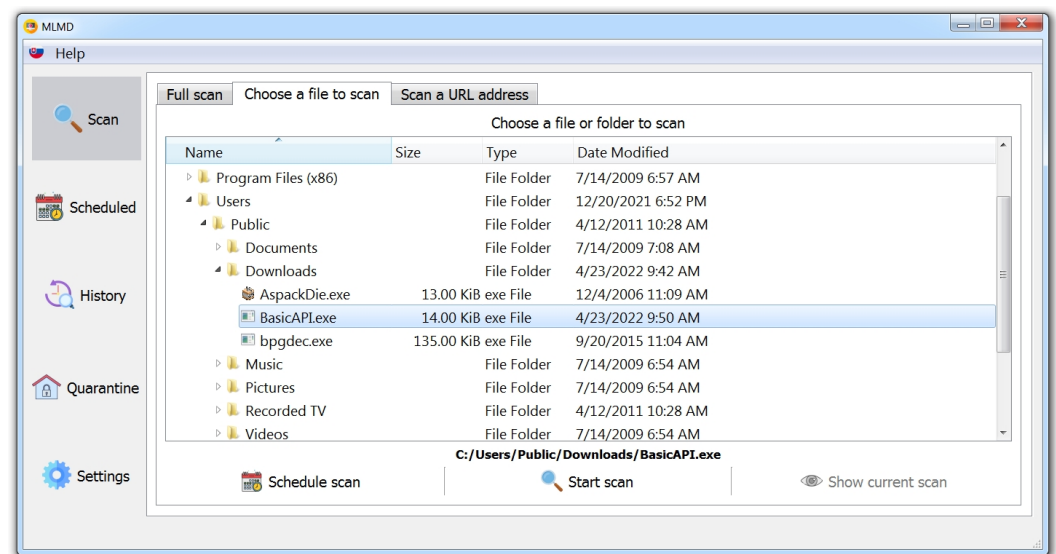 MLMD
Help
Scan
Scheduled
History
Quarantine
Settings
Full scan Choose a file to scan Scan a URL address
Choose a file or folder to scan
Name Size Type Date Modified
Program Files (x86) File Folder 7/14/2009 6:57 AM
Users File Folder 12/20/2021 6:52 PM
Public File Folder 4/12/2011 10:28 AM
Documents File Folder 7/14/2009 7:08 AM
Downloads File Folder 4/23/2022 9:42 AM
AspackDie.exe 13.00 KiB exe File 12/4/2006 11:09 AM
BasicAPI.exe 14.00 KiB exe File 4/23/2022 9:50 AM
bpgdec.exe 135.00 KiB exe File 9/20/2015 11:04 AM
Music File Folder 7/14/2009 6:54 AM
Pictures File Folder 7/14/2009 6:54 AM
Recorded TV File Folder 4/12/2011 10:28 AM
Videos File Folder 7/14/2009 6:54 AM
C:/Users/Public/Downloads/BasicAPI.exe
Schedule scan Start scan Show current scan